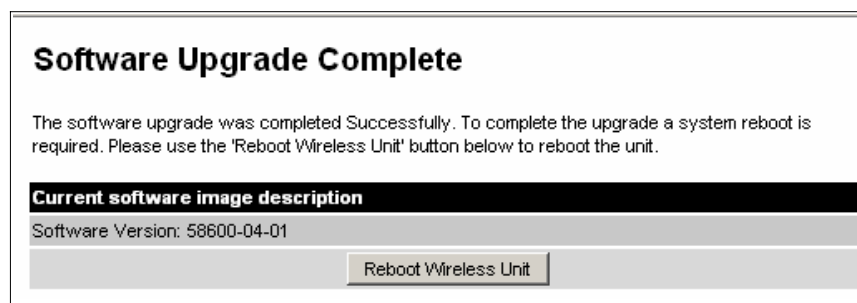 Software Upgrade Complete
The software upgrade was completed Successfully. To complete the upgrade a system reboot is
required. Please use the 'Reboot Wireless Unit' button below to reboot the unit.
Current software image description
Software Version: 58600-04-01
Reboot Wireless Unit